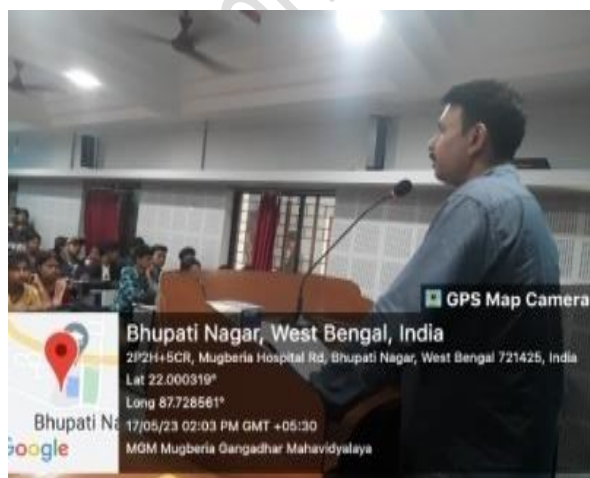 GPS Map Camera
Bhupati Nagar, West Bengal, India
2P2H+5CR, Mugberia Hospital Rd, Bhupati Nagar, West Bengal 721425, India
Lat 22.000319°
Long 87.728561°
17/05/23 02:03 PM GMT +05:30
MGM Mugberia Gangadhar Mahavidyalaya
Bhupati Na
Google